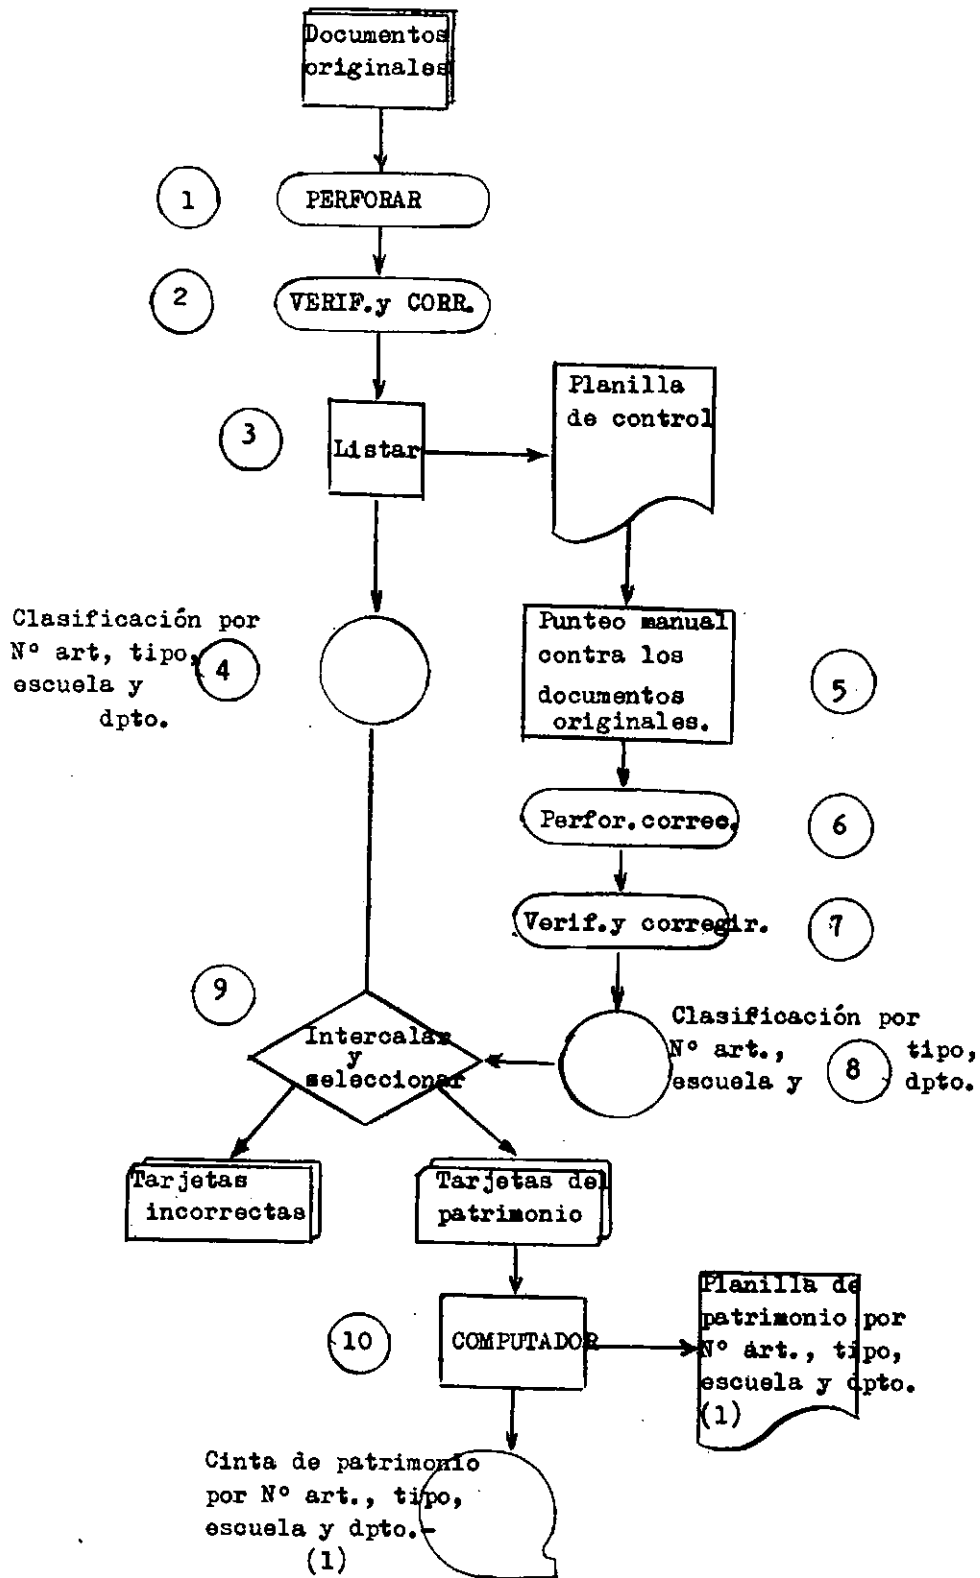 Documentos
originales
1
PERFORAR
2
VERIF.y CORR.
3
Listar
Planilla
de control
Clasificación por
Nº art, tipo,
escuela y
dpto.
4
Punteo manual
contra los
documentos
originales.
5
Perfor.correc.
6
Verif.y corregir.
7
Clasificación por
Nº art., tipo,
escuela y dpto.
8
9
Intercalar
y
seleccionar
Tarjetas
incorrectas
Tarjetas del
patrimonio
10
COMPUTADOR
Planilla de
patrimonio por
Nº art., tipo,
escuela y dpto.
(1)
Cinta de patrimonio
por Nº art., tipo,
escuela y dpto.-
(1)